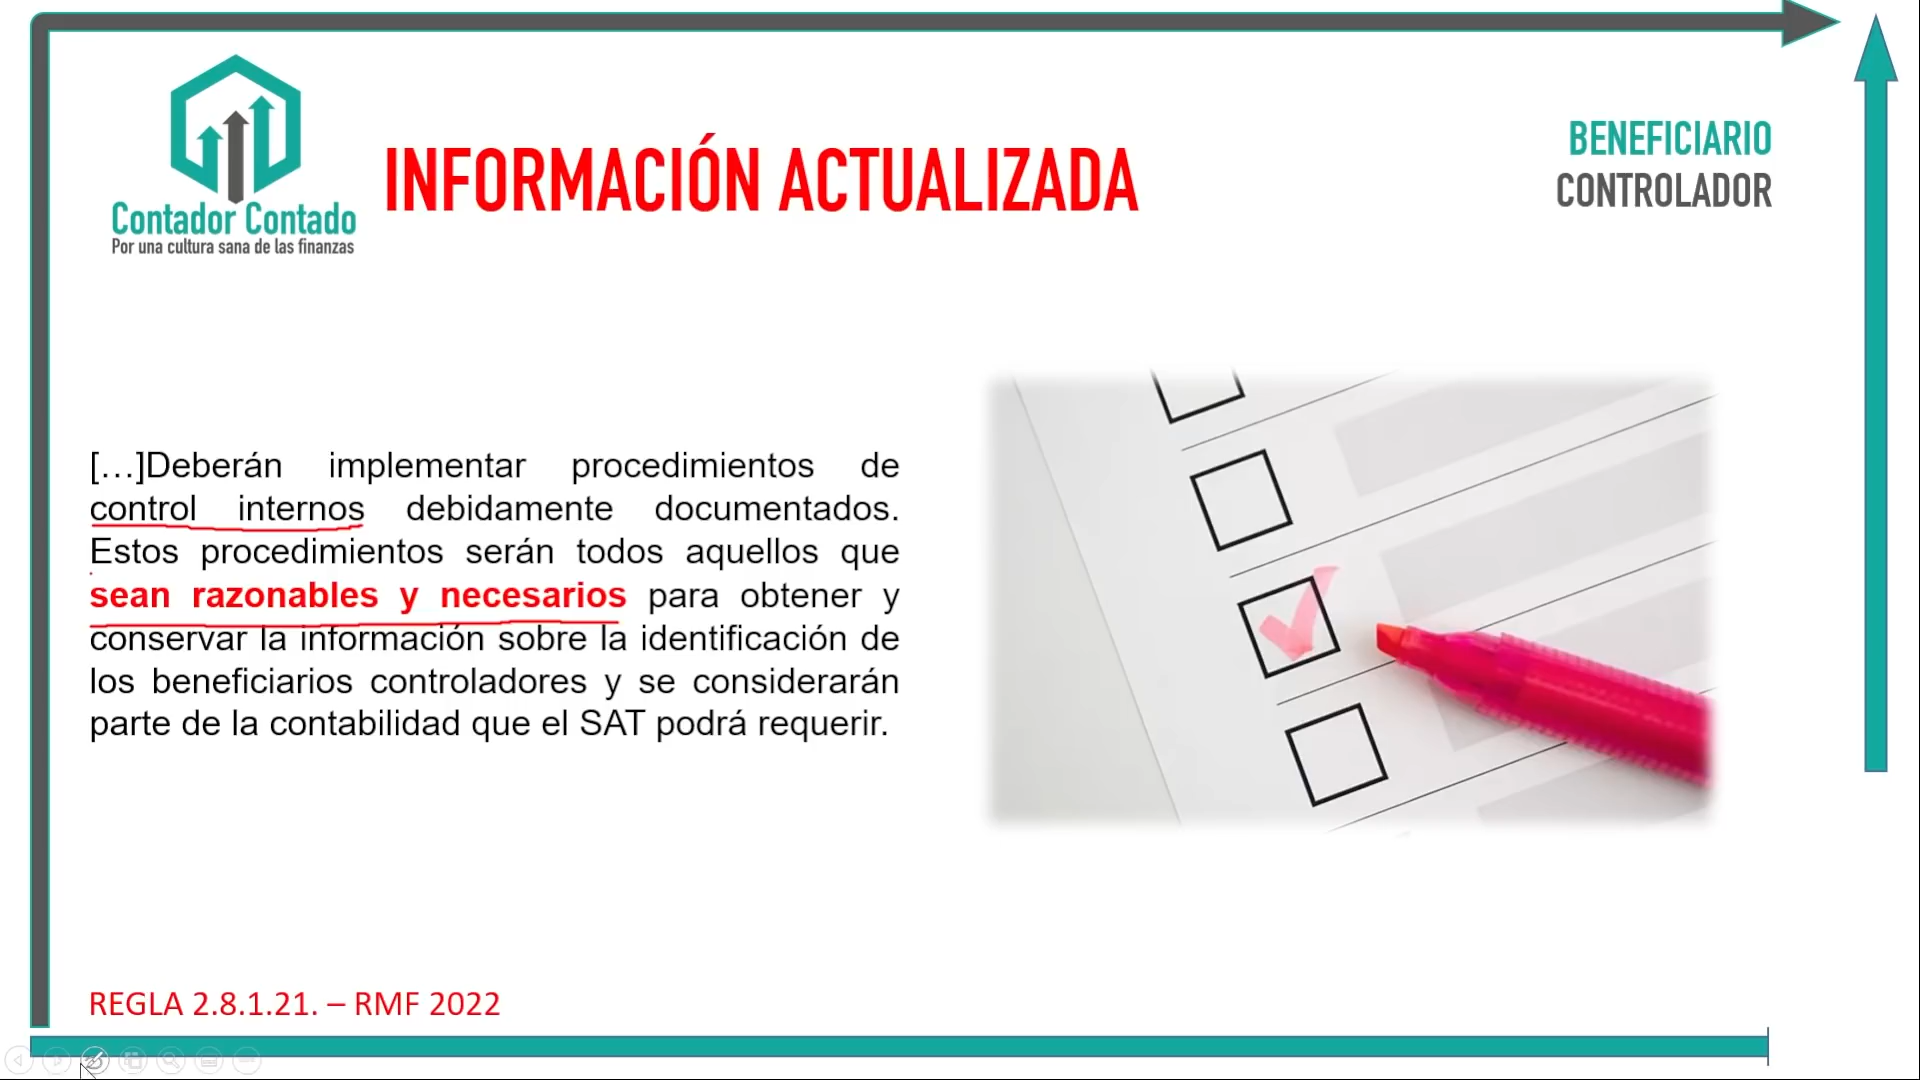 Contador Contado
Por una cultura sana de las finanzas
INFORMACIÓN ACTUALIZADA
BENEFICIARIO
CONTROLADOR
[…]Deberán implementar procedimientos de
control internos debidamente documentados.
Estos procedimientos serán todos aquellos que
sean razonables y necesarios para obtener y
conservar la información sobre la identificación de
los beneficiarios controladores y se considerarán
parte de la contabilidad que el SAT podrá requerir.
REGLA 2.8.1.21. – RMF 2022